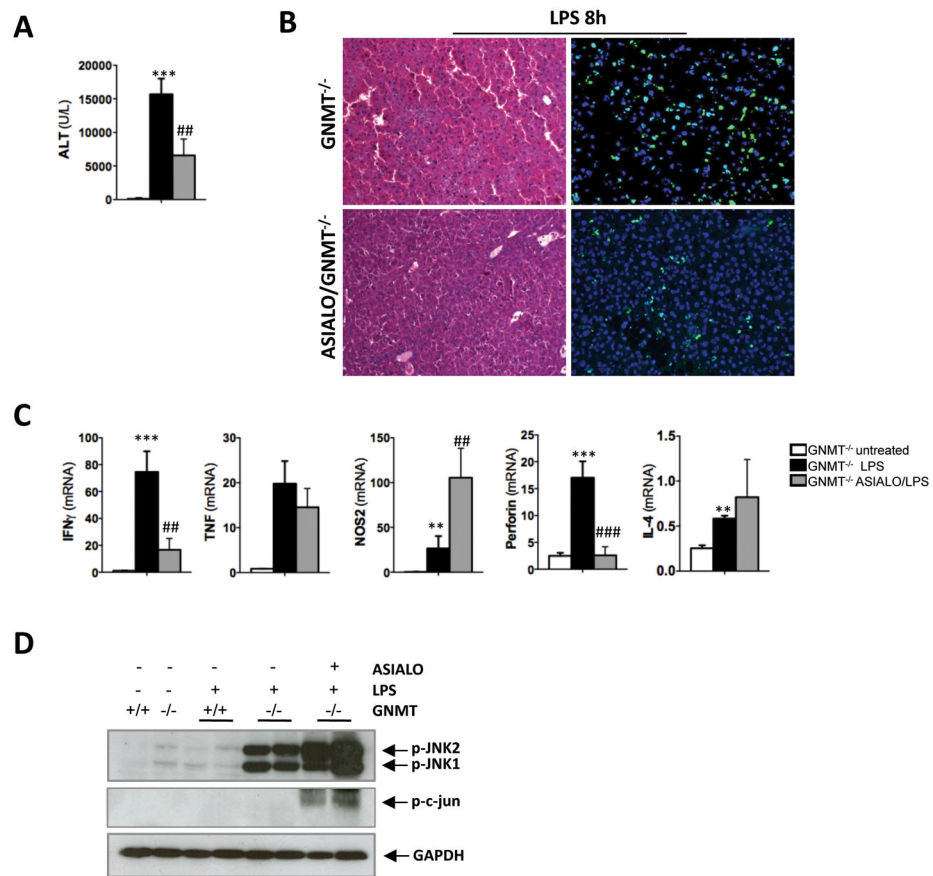 A
ALT (U/L)
20000
15000
10000
5000
0
***
##
B
LPS 8h
GNMT-/-
ASIALO/GNMT-/-
C
IFNγ (mRNA)
100
80
60
40
20
0
***
##
TNF (mRNA)
30
20
10
0
NOS2 (mRNA)
150
100
50
0
**
##
Perforin (mRNA)
25
20
15
10
5
0
***
###
IL-4 (mRNA)
1.5
1.0
0.5
0.0
**
GNMT-/- untreated
GNMT-/- LPS
GNMT-/- ASIALO/LPS
D
- - - - + ASIALO
- - + + + LPS
+/+ -/- +/+ -/- -/- GNMT
p-JNK2
p-JNK1
p-c-jun
GAPDH